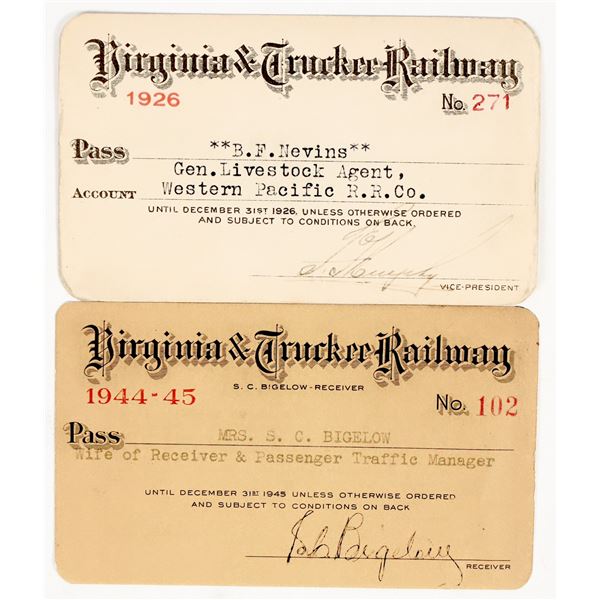 Virginia & Truckee Railway
1926 No. 271
Pass **B.F.Nevins**
Gen.Livestock Agent,
ACCOUNT Western Pacific R.R.Co.
UNTIL DECEMBER 31ST 1926, UNLESS OTHERWISE ORDERED
AND SUBJECT TO CONDITIONS ON BACK.
Murphy
VICE-PRESIDENT
Virginia & Truckee Railway
S. C. BIGELOW-RECEIVER
1944-45 No. 102
Pass MRS. S. C. BIGELOW
Wife of Receiver & Passenger Traffic Manager
UNTIL DECEMBER 31ST 1945 UNLESS OTHERWISE ORDERED
AND SUBJECT TO CONDITIONS ON BACK
Bigelow
RECEIVER